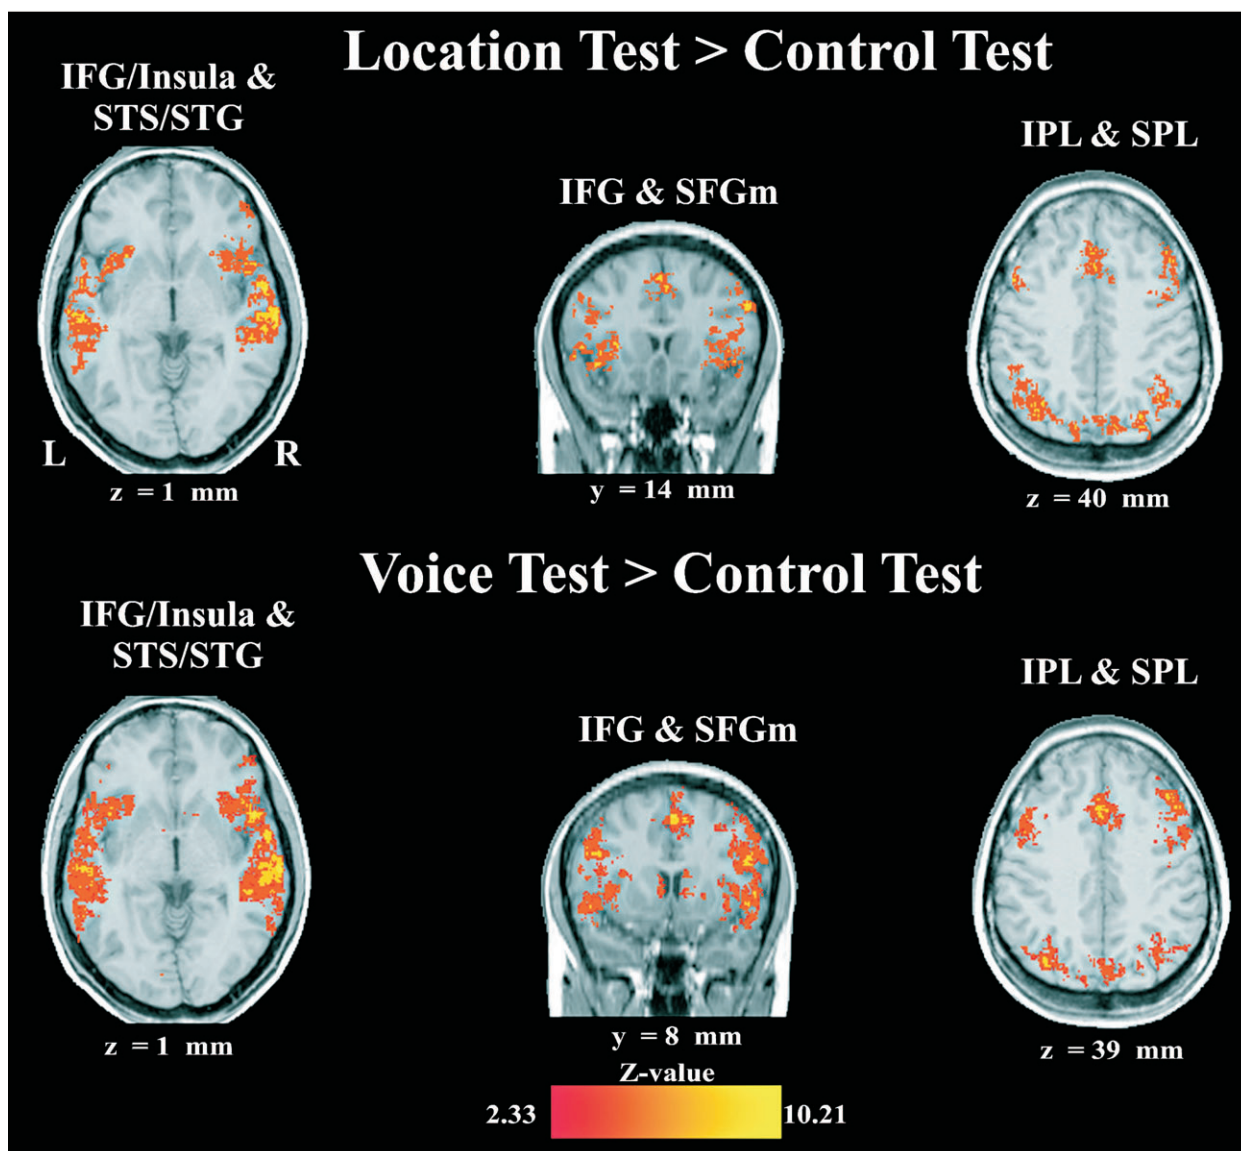 Location Test > Control Test
IFG/Insula &
STS/STG
IFG & SFGm
IPL & SPL
L
R
z = 1 mm
y = 14 mm
z = 40 mm
Voice Test > Control Test
IFG/Insula &
STS/STG
IFG & SFGm
IPL & SPL
z = 1 mm
y = 8 mm
z = 39 mm
Z-value
2.33
10.21